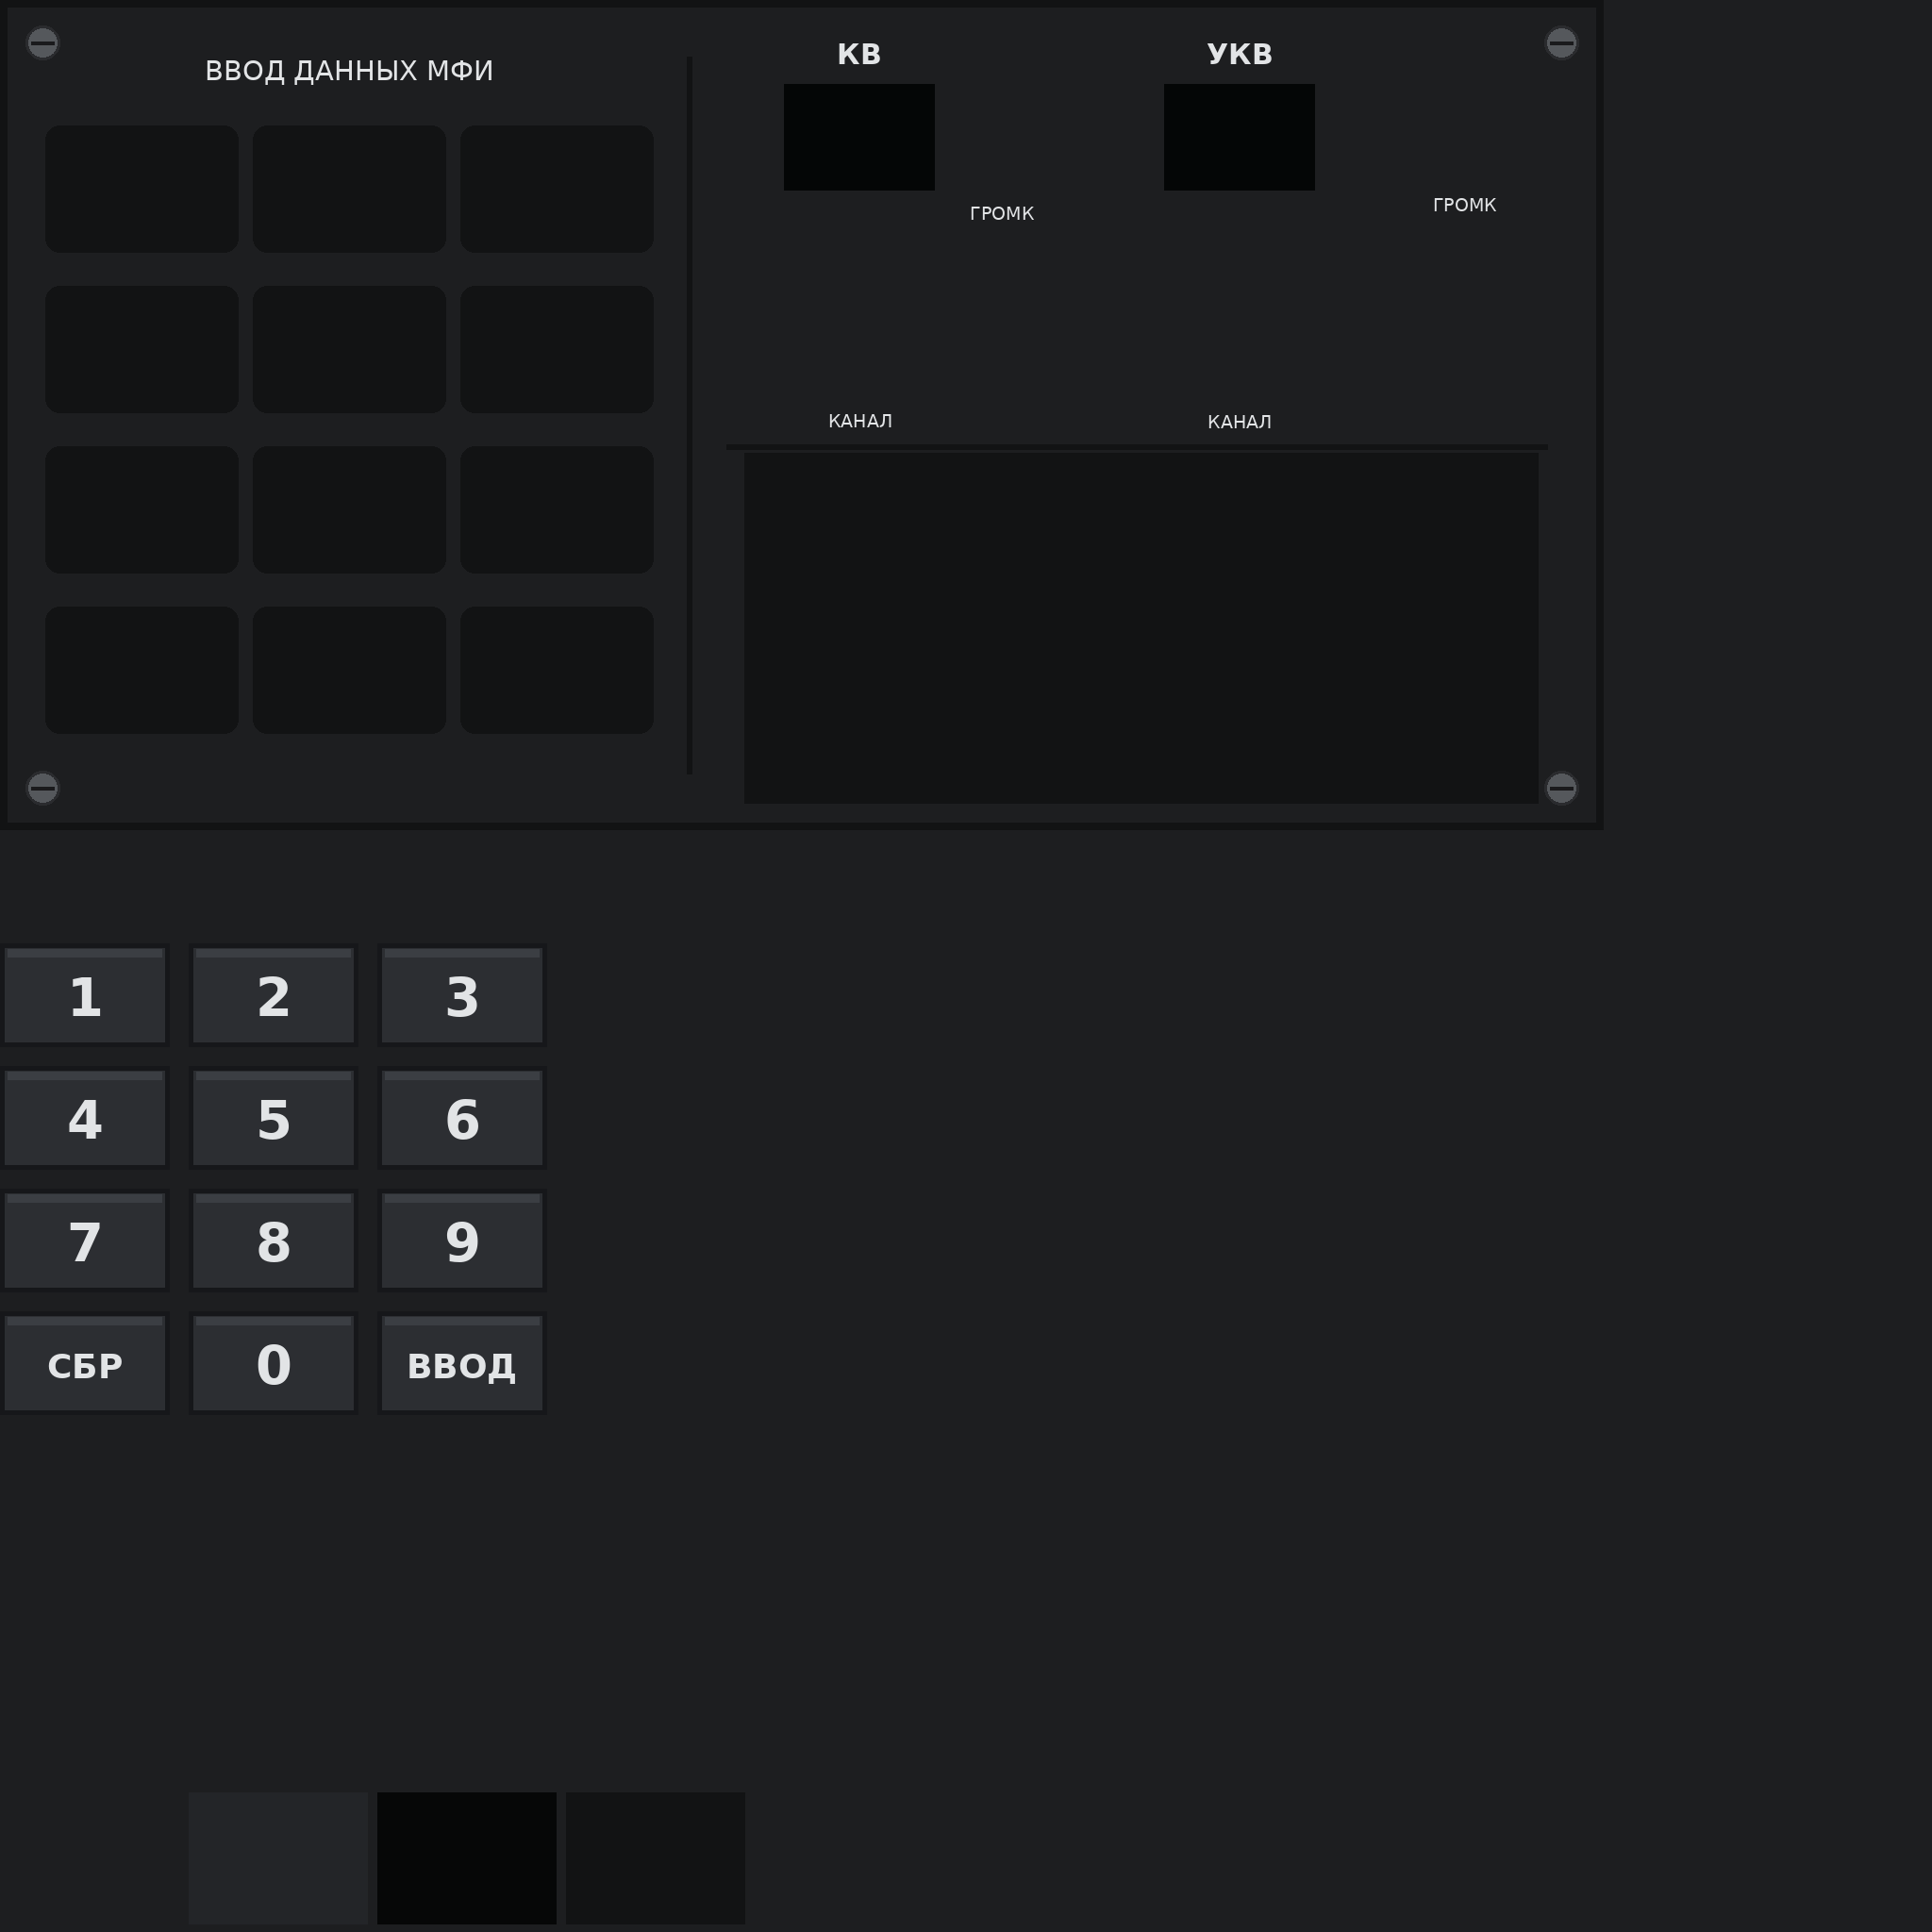 КВ
УКВ
ВВОД ДАННЫХ МФИ
ГРОМК
ГРОМК
КАНАЛ
КАНАЛ
1 2 3
4 5 6
7 8 9
СБР 0 ВВОД